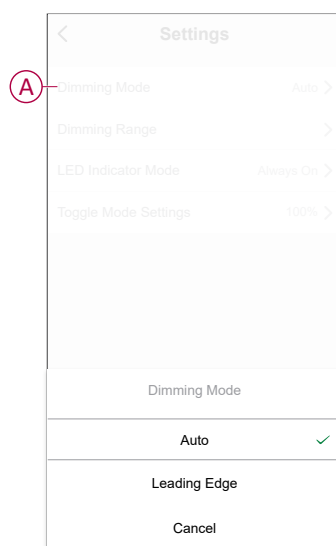 Settings
A Dimming Mode Auto
Dimming Range
LED Indicator Mode Always On
Toggle Mode Settings 100%
Dimming Mode
Auto
Leading Edge
Cancel